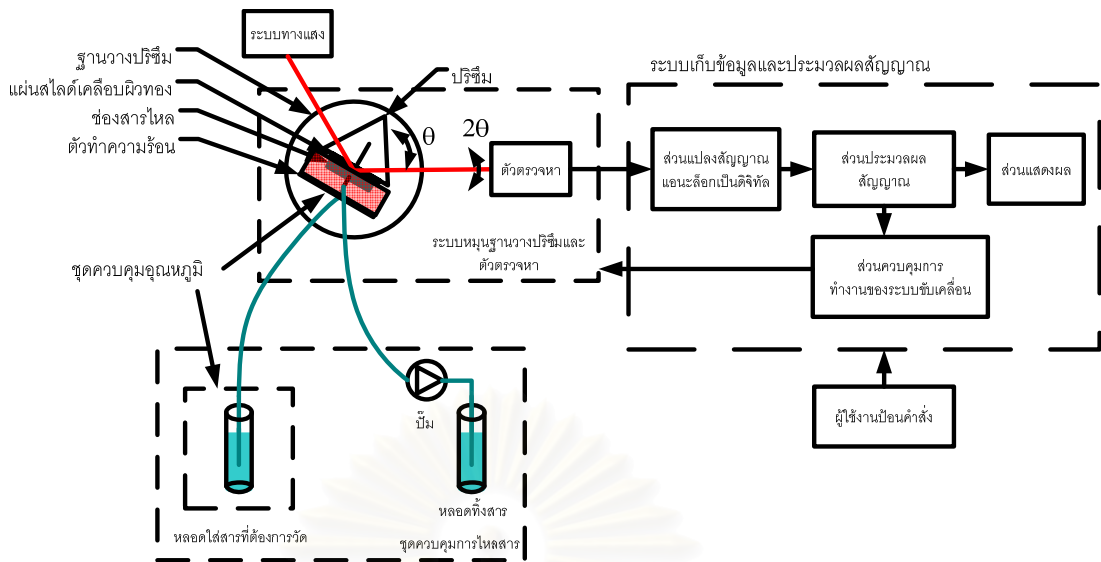 ระบบทางแสง
ฐานวางปริซึม
แผ่นสไลด์เคลือบผิวทอง
ช่องสารไหล
ตัวทำความร้อน
ปริซึม
θ
2θ
ตัวตรวจหา
ระบบหมุนฐานวางปริซึมและ
ตัวตรวจหา
ชุดควบคุมอุณหภูมิ
ระบบเก็บข้อมูลและประมวลผลสัญญาณ
ส่วนแปลงสัญญาณ
แอนะล็อกเป็นดิจิทัล
ส่วนประมวลผล
สัญญาณ
ส่วนแสดงผล
ส่วนควบคุมการ
ทำงานของระบบขับเคลื่อน
ผู้ใช้งานป้อนคำสั่ง
ปั๊ม
หลอดทิ้งสาร
หลอดใส่สารที่ต้องการวัด
ชุดควบคุมการไหลสาร